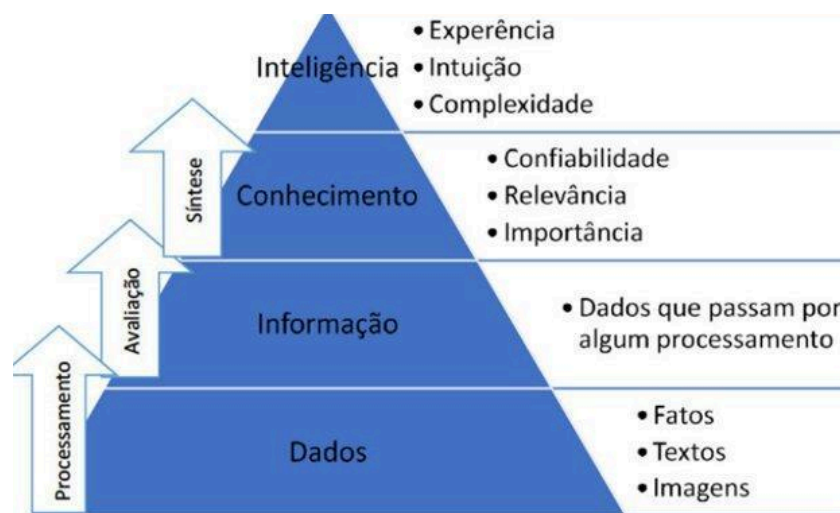 Inteligência
• Experência
• Intuição
• Complexidade
Síntese
Conhecimento
• Confiabilidade
• Relevância
• Importância
Avaliação
Informação
• Dados que passam por
algum processamento
Processamento
Dados
• Fatos
• Textos
• Imagens